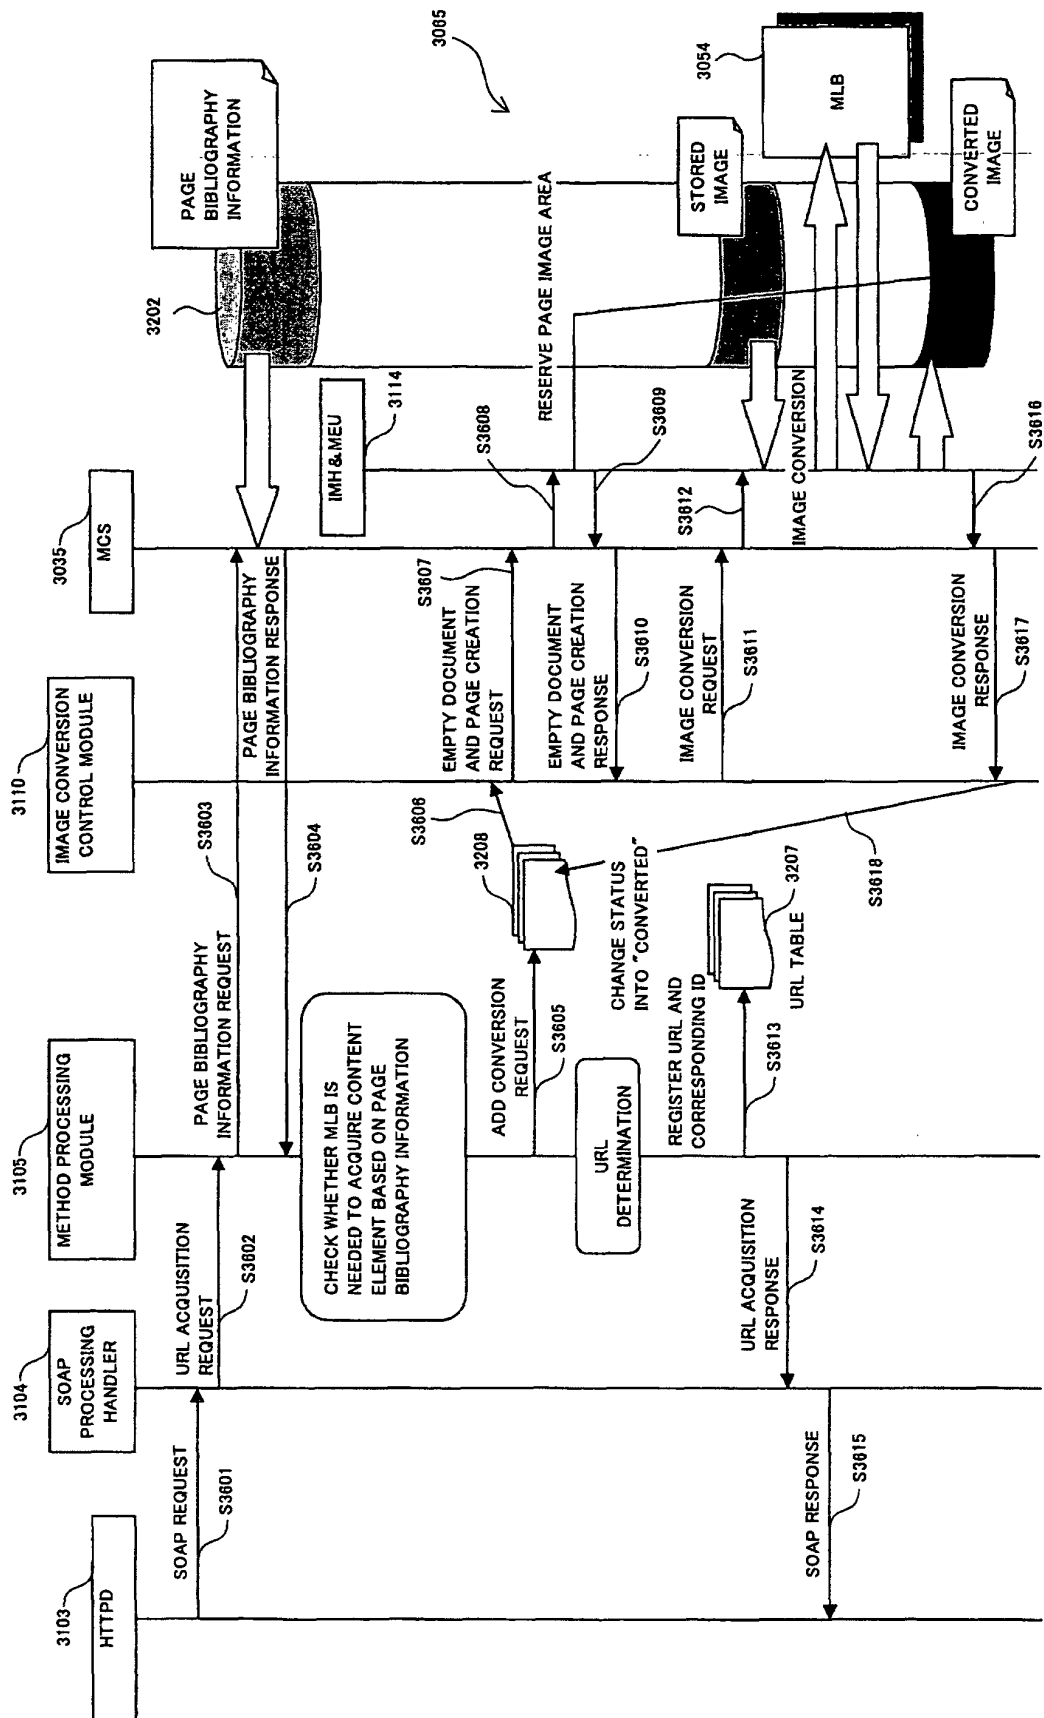 3103
HTTPD
3104
SOAP
PROCESSING
HANDLER
3105
METHOD PROCESSING
MODULE
3110
IMAGE CONVERSION
CONTROL MODULE
3035
MCS
IMH&MEU
3114
3202
PAGE
BIBLIOGRAPHY
INFORMATION
3065
SOAP REQUEST
S3601
URL ACQUISITION
REQUEST
S3602
PAGE BIBLIOGRAPHY
INFORMATION REQUEST
S3603
PAGE BIBLIOGRAPHY
INFORMATION RESPONSE
S3604
CHECK WHETHER MLB IS
NEEDED TO ACQUIRE CONTENT
ELEMENT BASED ON PAGE
BIBLIOGRAPHY INFORMATION
ADD CONVERSION
REQUEST
S3605
3208
S3606
EMPTY DOCUMENT
AND PAGE CREATION
REQUEST
S3607
S3608
RESERVE PAGE IMAGE AREA
S3609
EMPTY DOCUMENT
AND PAGE CREATION
RESPONSE
S3610
URL
DETERMINATION
CHANGE STATUS
INTO "CONVERTED"
IMAGE CONVERSION
REQUEST
S3611
S3612
STORED
IMAGE
3054
MLB
REGISTER URL AND
CORRESPONDING ID
S3613
3207
URL TABLE
URL ACQUISITION
RESPONSE
S3614
IMAGE CONVERSION
SOAP RESPONSE
S3615
S3618
CONVERTED
IMAGE
S3616
IMAGE CONVERSION
RESPONSE
S3617